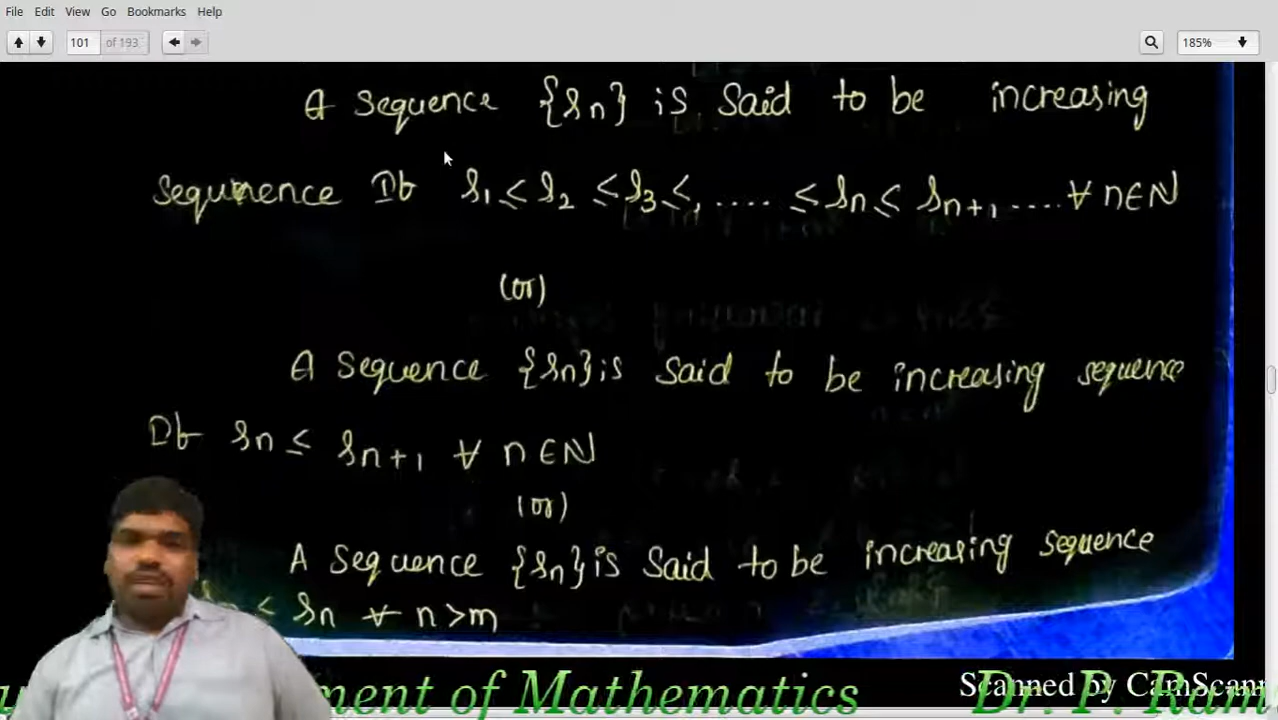 File Edit View Go Bookmarks Help
101 of 193 185%
A sequence {sn} is said to be increasing
sequence If s1 ≤ s2 ≤ s3 ≤, .... ≤ sn ≤ sn+1 .... ∀ n∈N
(or)
A sequence {sn} is said to be increasing sequence
If sn ≤ sn+1 ∀ n∈N
(or)
A sequence {sn} is said to be increasing sequence
≤ sn ∀ n>m
ment of Mathematics Dr. P. Ram
Scanned by CamScann